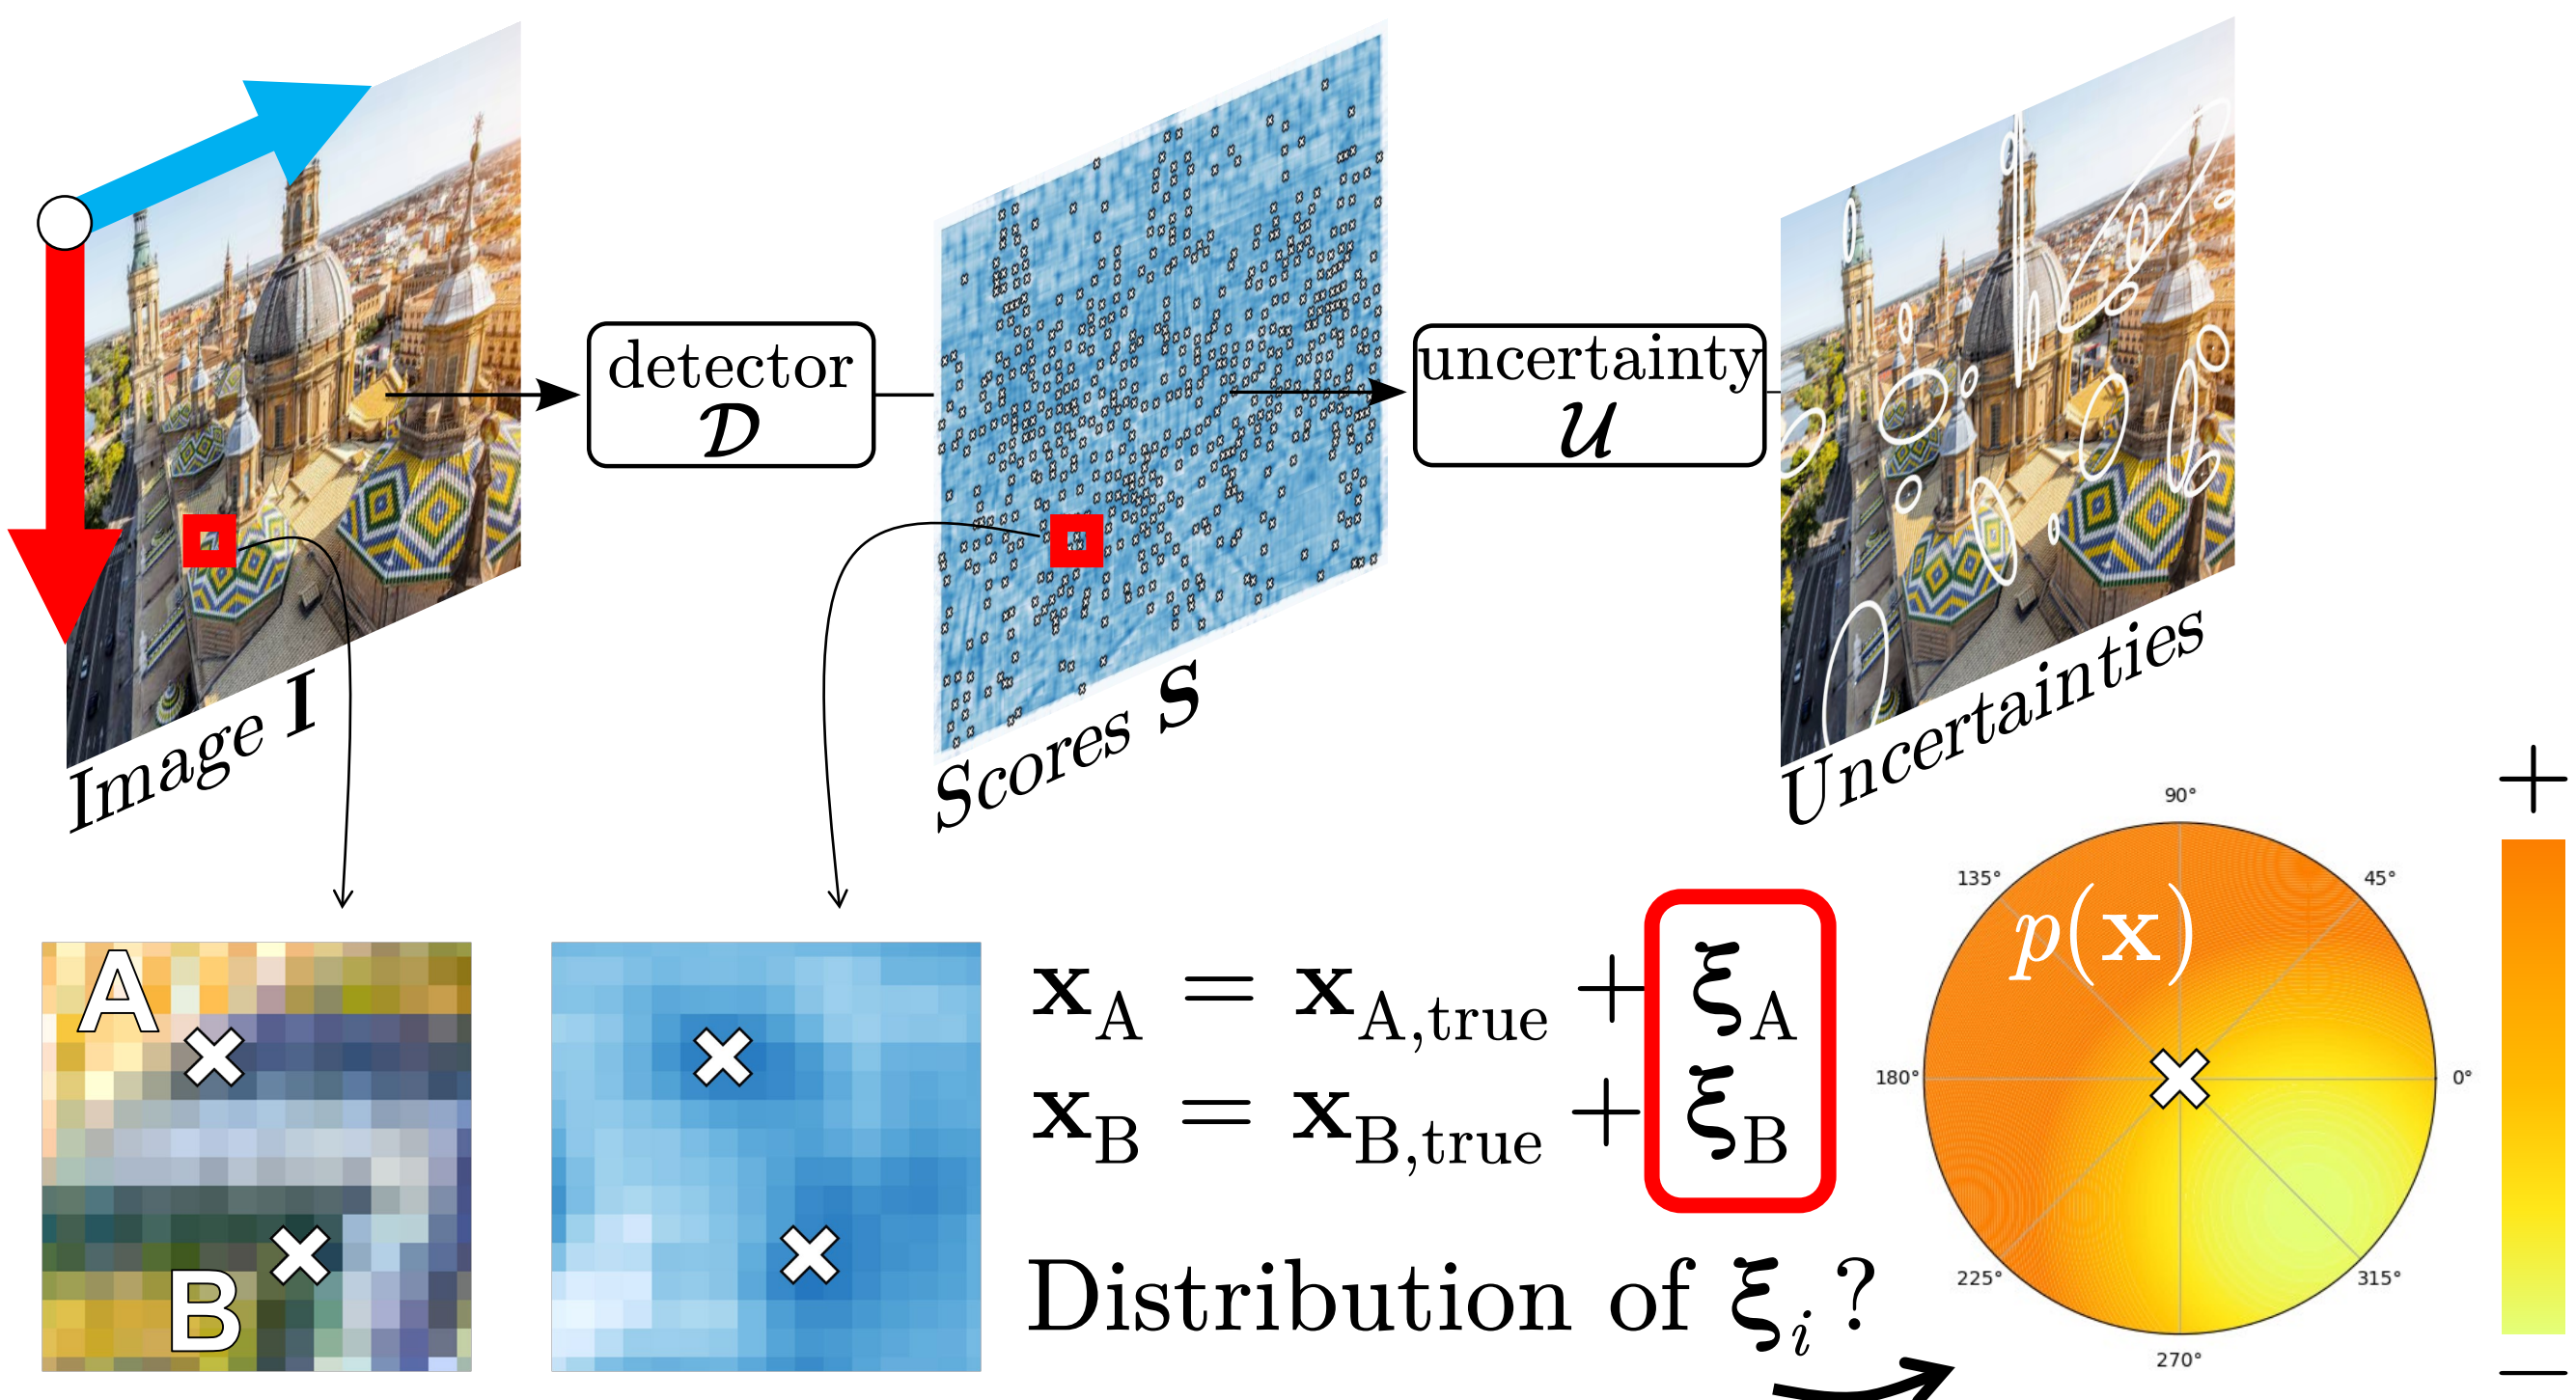 detector
𝒟
uncertainty
𝒰
Image I
Scores S
Uncertainties
A
B
x_A = x_A,true + ξ_A
x_B = x_B,true + ξ_B
Distribution of ξ_i ?
p(x)
0°
45°
90°
135°
180°
225°
270°
315°
+
−